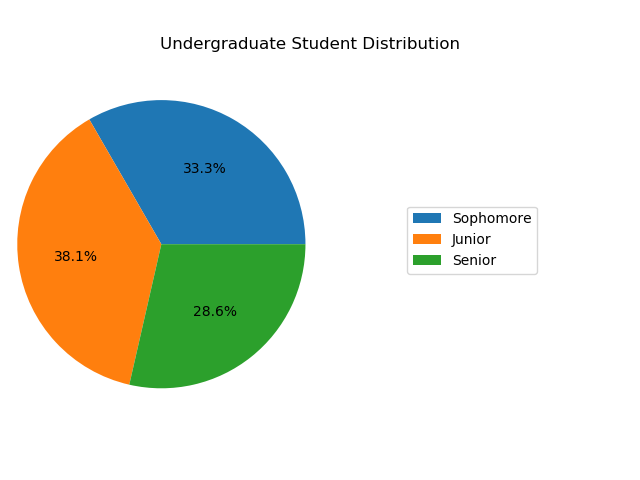 Undergraduate Student Distribution
33.3%
38.1%
28.6%
Sophomore
Junior
Senior